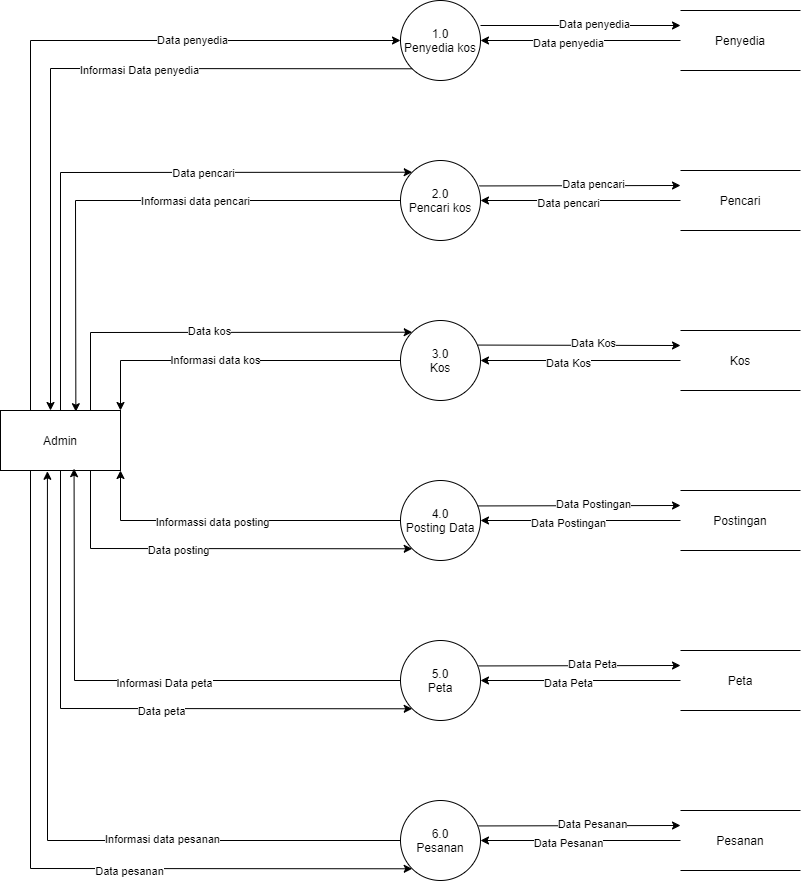 1.0
Penyedia kos
Data penyedia
Informasi Data penyedia
Data penyedia
Data penyedia
Penyedia
2.0
Pencari kos
Data pencari
Informasi data pencari
Data pencari
Data pencari
Pencari
3.0
Kos
Data kos
Informasi data kos
Data Kos
Data Kos
Kos
Admin
4.0
Posting Data
Informassi data posting
Data posting
Data Postingan
Data Postingan
Postingan
5.0
Peta
Informasi Data peta
Data peta
Data Peta
Data Peta
Peta
6.0
Pesanan
Informasi data pesanan
Data pesanan
Data Pesanan
Data Pesanan
Pesanan